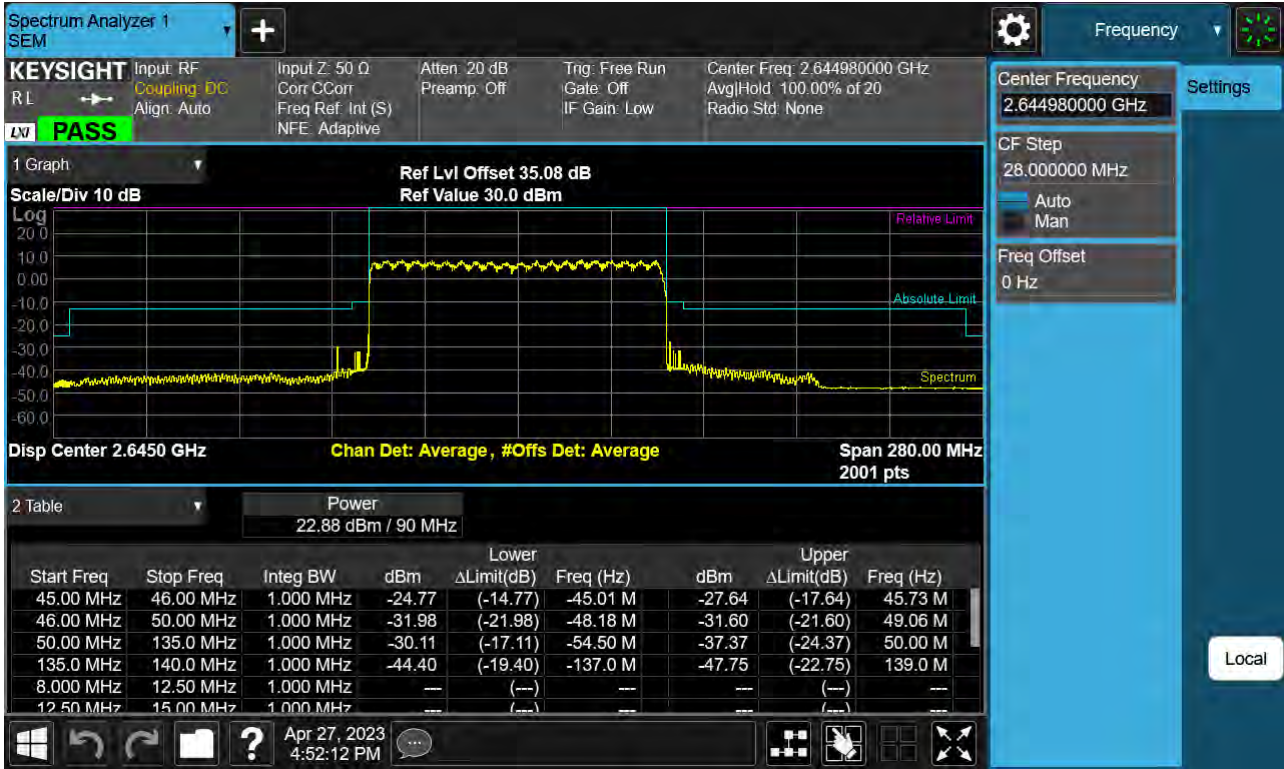 Spectrum Analyzer 1
SEM
Frequency
KEYSIGHT
Input: RF
Coupling: DC
Align: Auto
Input Z: 50 Ω
Corr CCorr
Freq Ref: Int (S)
NFE: Adaptive
Atten: 20 dB
Preamp: Off
Trig: Free Run
Gate: Off
IF Gain: Low
Center Freq: 2.644980000 GHz
Avg|Hold: 100.00% of 20
Radio Std: None
RL
LXI PASS
Center Frequency
2.644980000 GHz
Settings
CF Step
28.000000 MHz
Auto
Man
Freq Offset
0 Hz
Local
1 Graph
Scale/Div 10 dB
Ref Lvl Offset 35.08 dB
Ref Value 30.0 dBm
Log
20.0
10.0
0.00
-10.0
-20.0
-30.0
-40.0
-50.0
-60.0
Relative Limit
Absolute Limit
Spectrum
Disp Center 2.6450 GHz
Chan Det: Average, #Offs Det: Average
Span 280.00 MHz
2001 pts
2 Table
Power
22.88 dBm / 90 MHz
Lower Upper
Start Freq Stop Freq Integ BW dBm ΔLimit(dB) Freq (Hz) dBm ΔLimit(dB) Freq (Hz)
45.00 MHz 46.00 MHz 1.000 MHz -24.77 (-14.77) -45.01 M -27.64 (-17.64) 45.73 M
46.00 MHz 50.00 MHz 1.000 MHz -31.98 (-21.98) -48.18 M -31.60 (-21.60) 49.06 M
50.00 MHz 135.0 MHz 1.000 MHz -30.11 (-17.11) -54.50 M -37.37 (-24.37) 50.00 M
135.0 MHz 140.0 MHz 1.000 MHz -44.40 (-19.40) -137.0 M -47.75 (-22.75) 139.0 M
8.000 MHz 12.50 MHz 1.000 MHz --- (---) --- --- (---) ---
12.50 MHz 15.00 MHz 1.000 MHz --- (---) --- --- (---) ---
?
Apr 27, 2023
4:52:12 PM